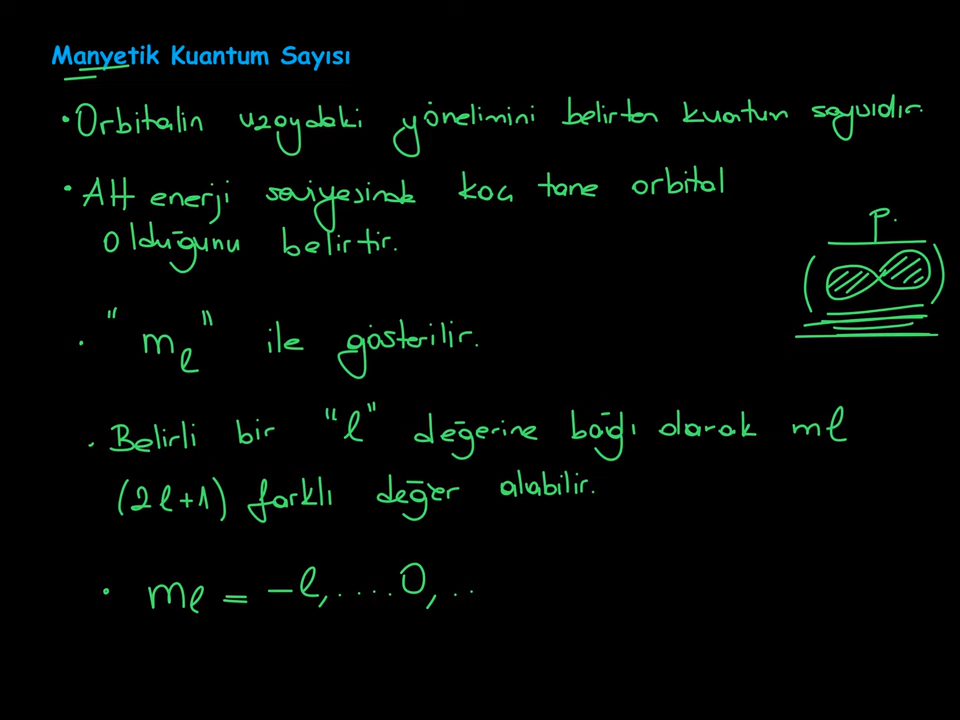 Manyetik Kuantum Sayısı
• Orbitalin uzaydaki yönelimini belirten kuantum sayısıdır.
• Alt enerji seviyesinde kaç tane orbital
olduğunu belirtir.
P.
• "mℓ" ile gösterilir.
• Belirli bir "ℓ" değerine bağlı olarak mℓ
(2ℓ+1) farklı değer alabilir.
• mℓ = -ℓ, .... 0, ..